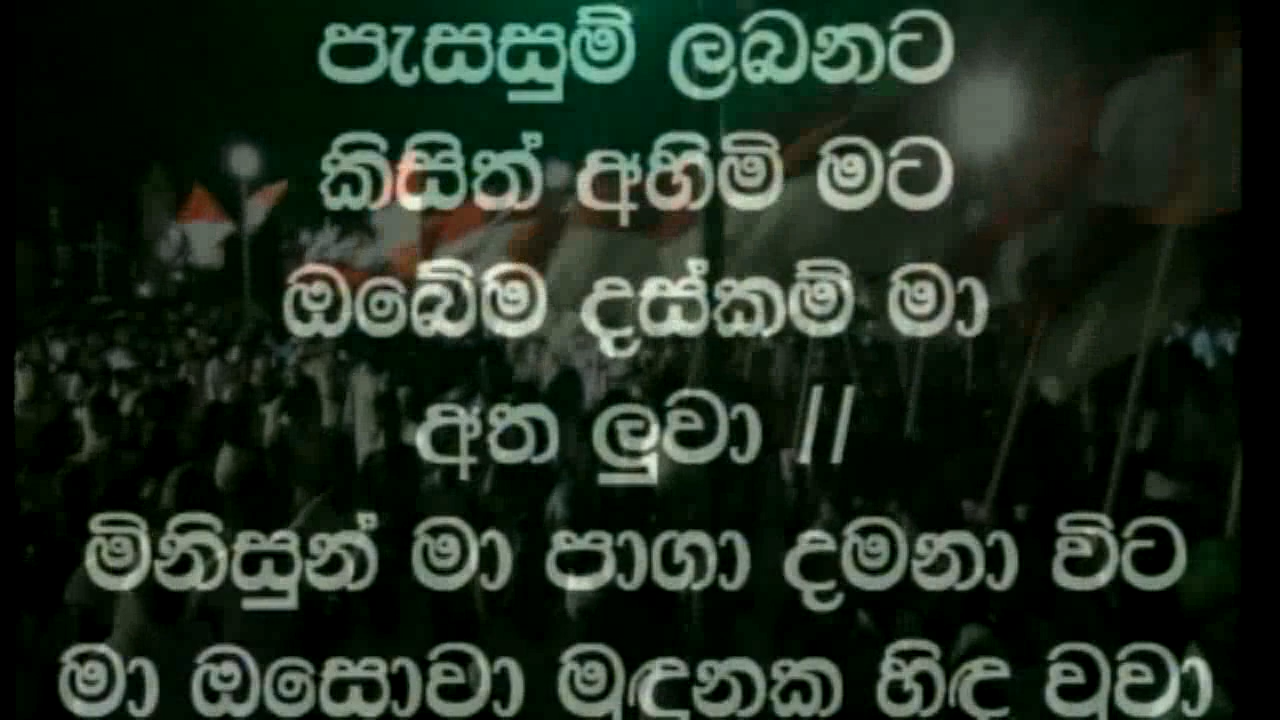 පැසසුම් ලබනට
කිසිත් අහිමි මට
ඔබේම දස්කම් මා
අත ලූවා //
මිනිසුන් මා පාගා දමනා විට
මා ඔසොවා මුඳුනක හිඳ වූවා